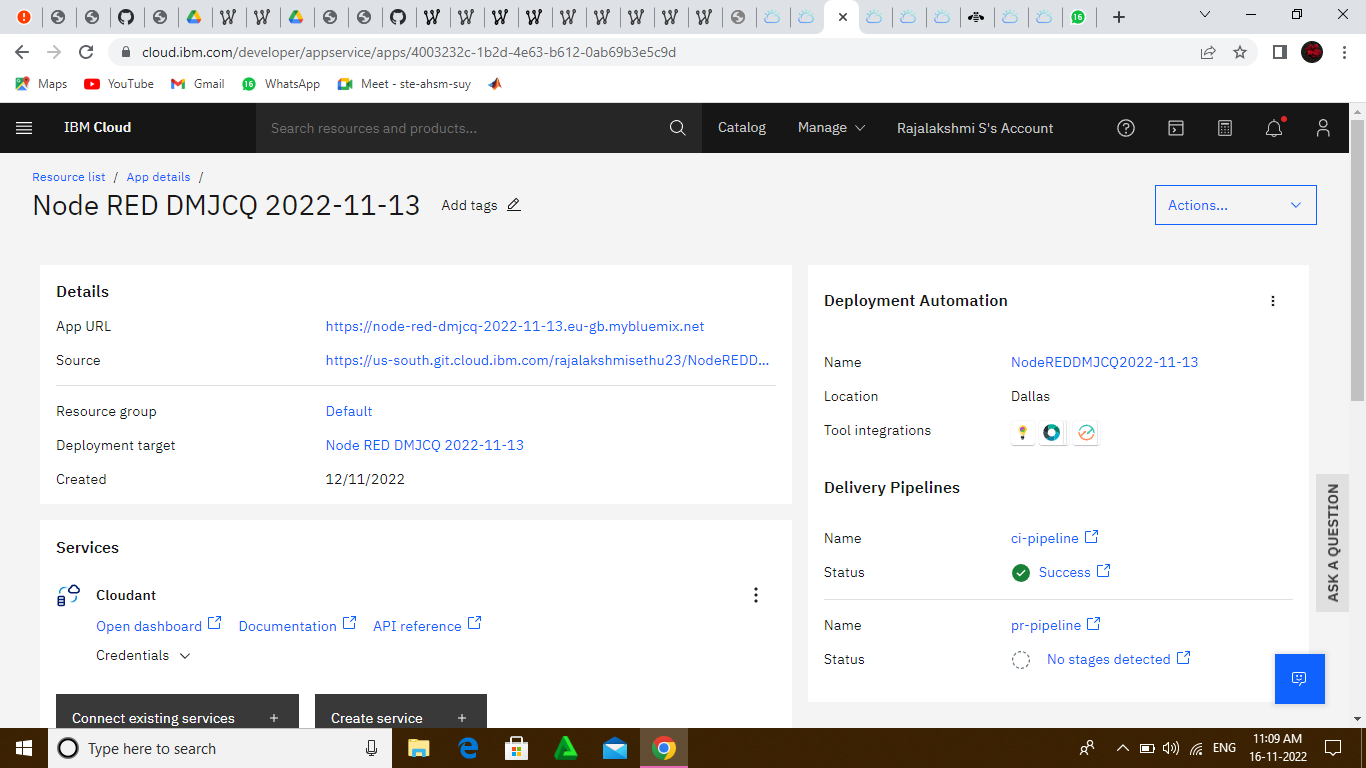 cloud.ibm.com/developer/appservice/apps/4003232c-1b2d-4e63-b612-0ab69b3e5c9d
Maps YouTube Gmail WhatsApp Meet - ste-ahm-suy
IBM Cloud Search resources and products... Catalog Manage Rajalakshmi S's Account
Resource list / App details /
Node RED DMJCQ 2022-11-13 Add tags Actions...
Details
App URL https://node-red-dmjcq-2022-11-13.eu-gb.mybluemix.net
Source https://us-south.git.cloud.ibm.com/rajalakshmisethu23/NodeREDD...
Resource group Default
Deployment target Node RED DMJCQ 2022-11-13
Created 12/11/2022
Services
Cloudant
Open dashboard Documentation API reference
Credentials
Connect existing services + Create service +
Deployment Automation
Name NodeREDDMJCQ2022-11-13
Location Dallas
Tool integrations
Delivery Pipelines
Name ci-pipeline
Status Success
Name pr-pipeline
Status No stages detected
ASK A QUESTION
Type here to search
ENG
11:09 AM
16-11-2022